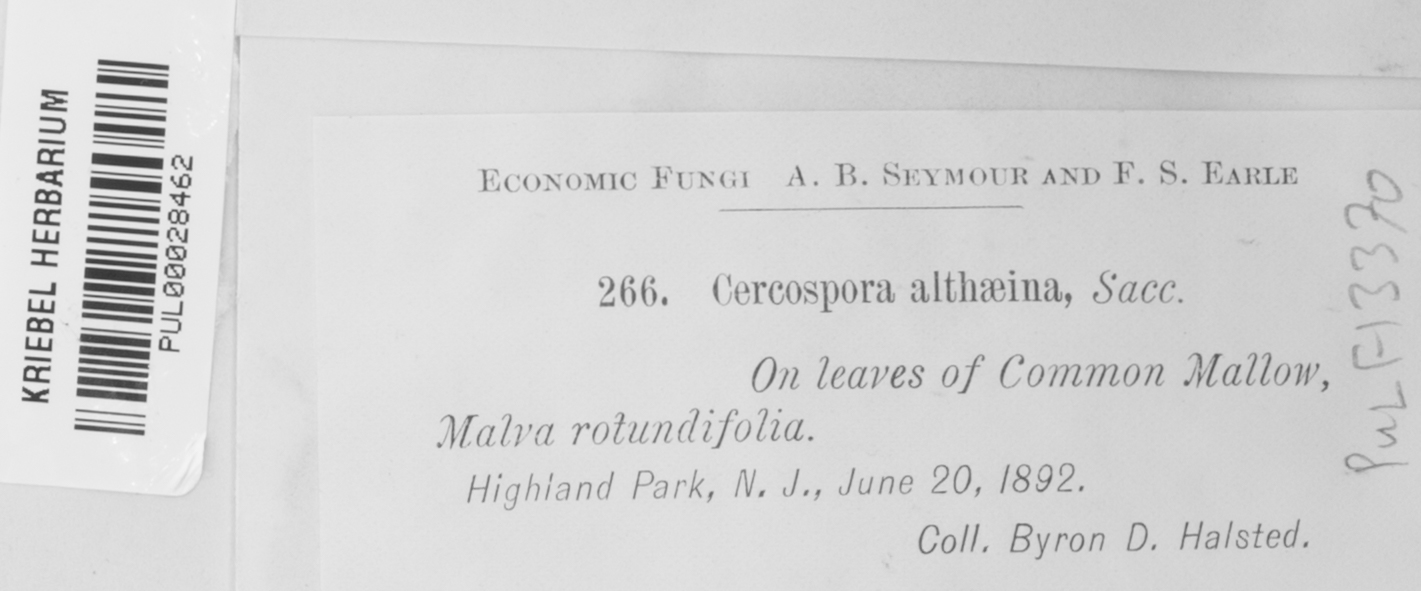 KRIEBEL HERBARIUM
PUL00028462
ECONOMIC FUNGI A. B. SEYMOUR AND F. S. EARLE
266. Cercospora althæina, Sacc.
On leaves of Common Mallow,
Malva rotundifolia.
Highland Park, N. J., June 20, 1892.
Coll. Byron D. Halsted.
PUL F13370